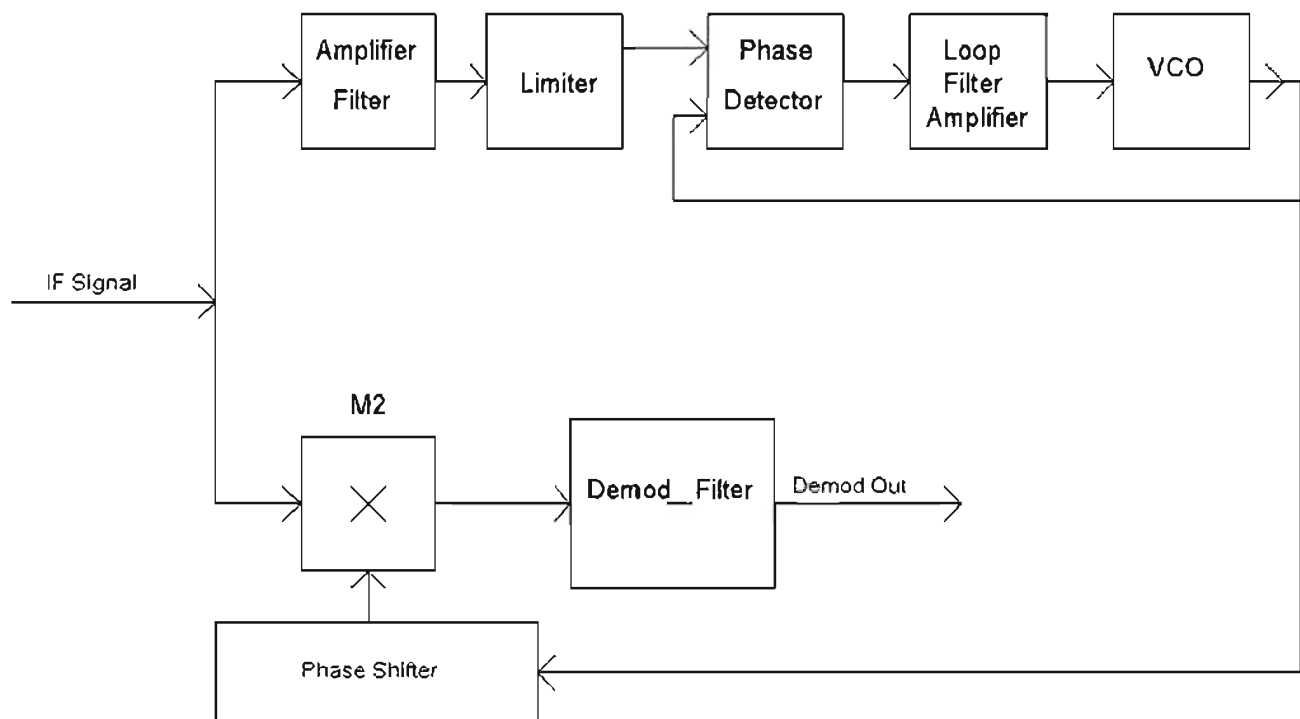 Amplifier
Filter
Limiter
Phase
Detector
Loop
Filter
Amplifier
VCO
IF Signal
M2
Demod_ Filter
Demod Out
Phase Shifter